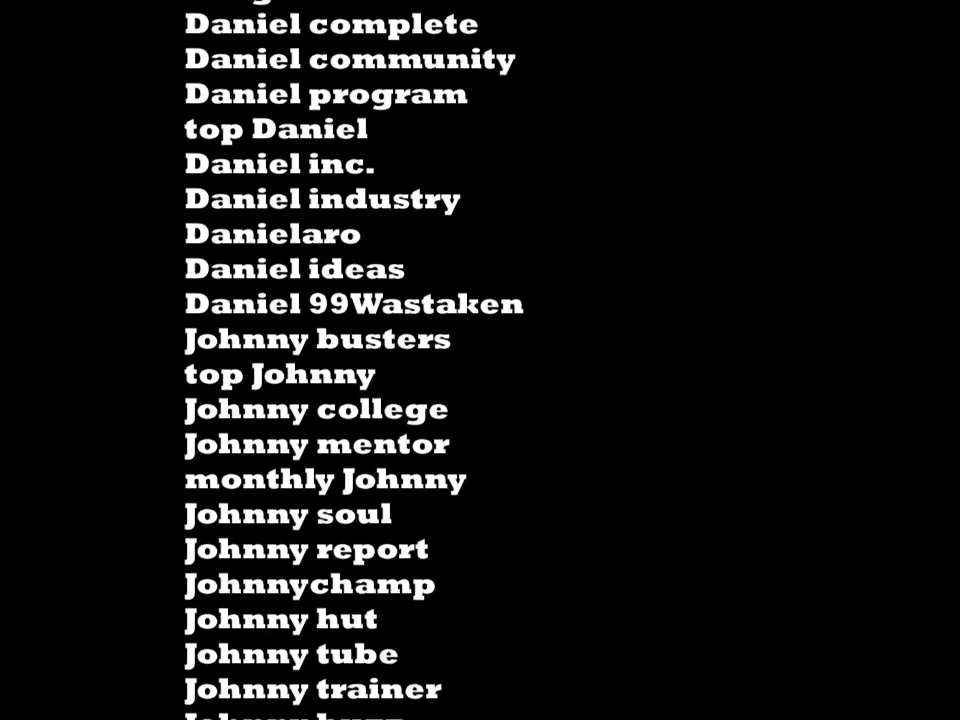 Daniel complete
Daniel community
Daniel program
top Daniel
Daniel inc.
Daniel industry
Danielaro
Daniel ideas
Daniel 99Wastaken
Johnny busters
top Johnny
Johnny college
Johnny mentor
monthly Johnny
Johnny soul
Johnny report
Johnnychamp
Johnny hut
Johnny tube
Johnny trainer